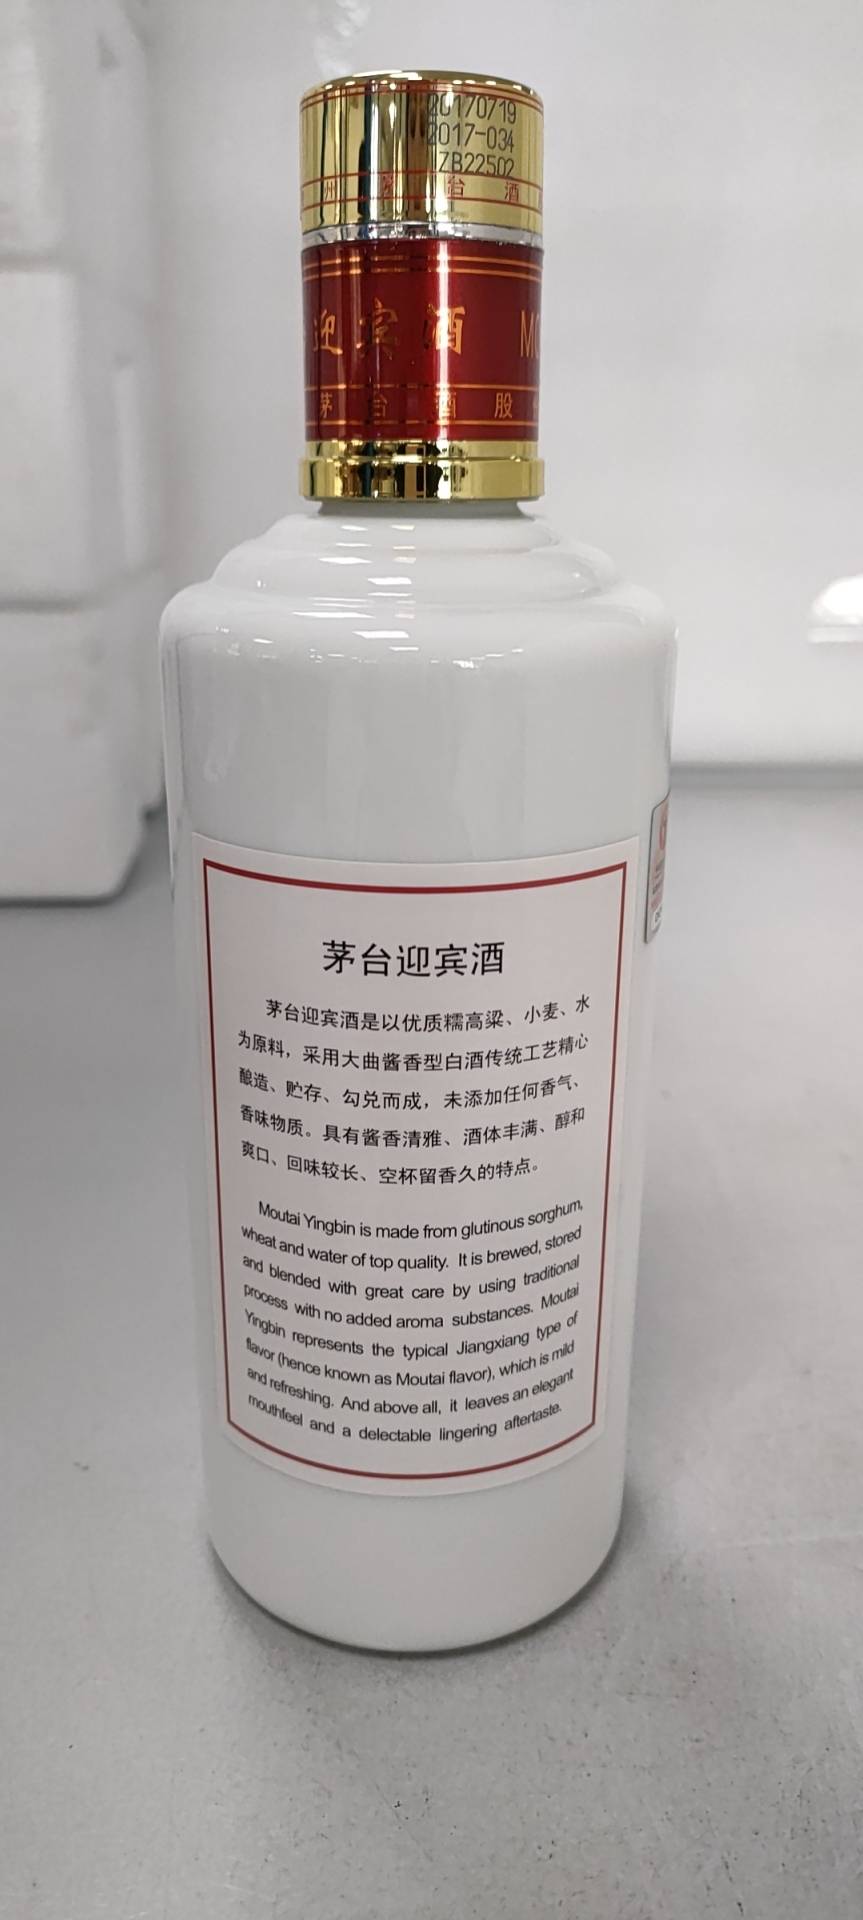 20170719
2017-034
ZB22502
州 茅 台 酒
迎宾酒 MO
茅 台 酒 股
茅台迎宾酒
茅台迎宾酒是以优质糯高粱、小麦、水
为原料，采用大曲酱香型白酒传统工艺精心
酿造、贮存、勾兑而成，未添加任何香气、
香味物质。具有酱香清雅、酒体丰满、醇和
爽口、回味较长、空杯留香久的特点。
Moutai Yingbin is made from glutinous sorghum,
wheat and water of top quality. It is brewed, stored
and blended with great care by using traditional
process with no added aroma substances. Moutai
Yingbin represents the typical Jiangxiang type of
flavor (hence known as Moutai flavor), which is mild
and refreshing. And above all, it leaves an elegant
mouthfeel and a delectable lingering aftertaste.